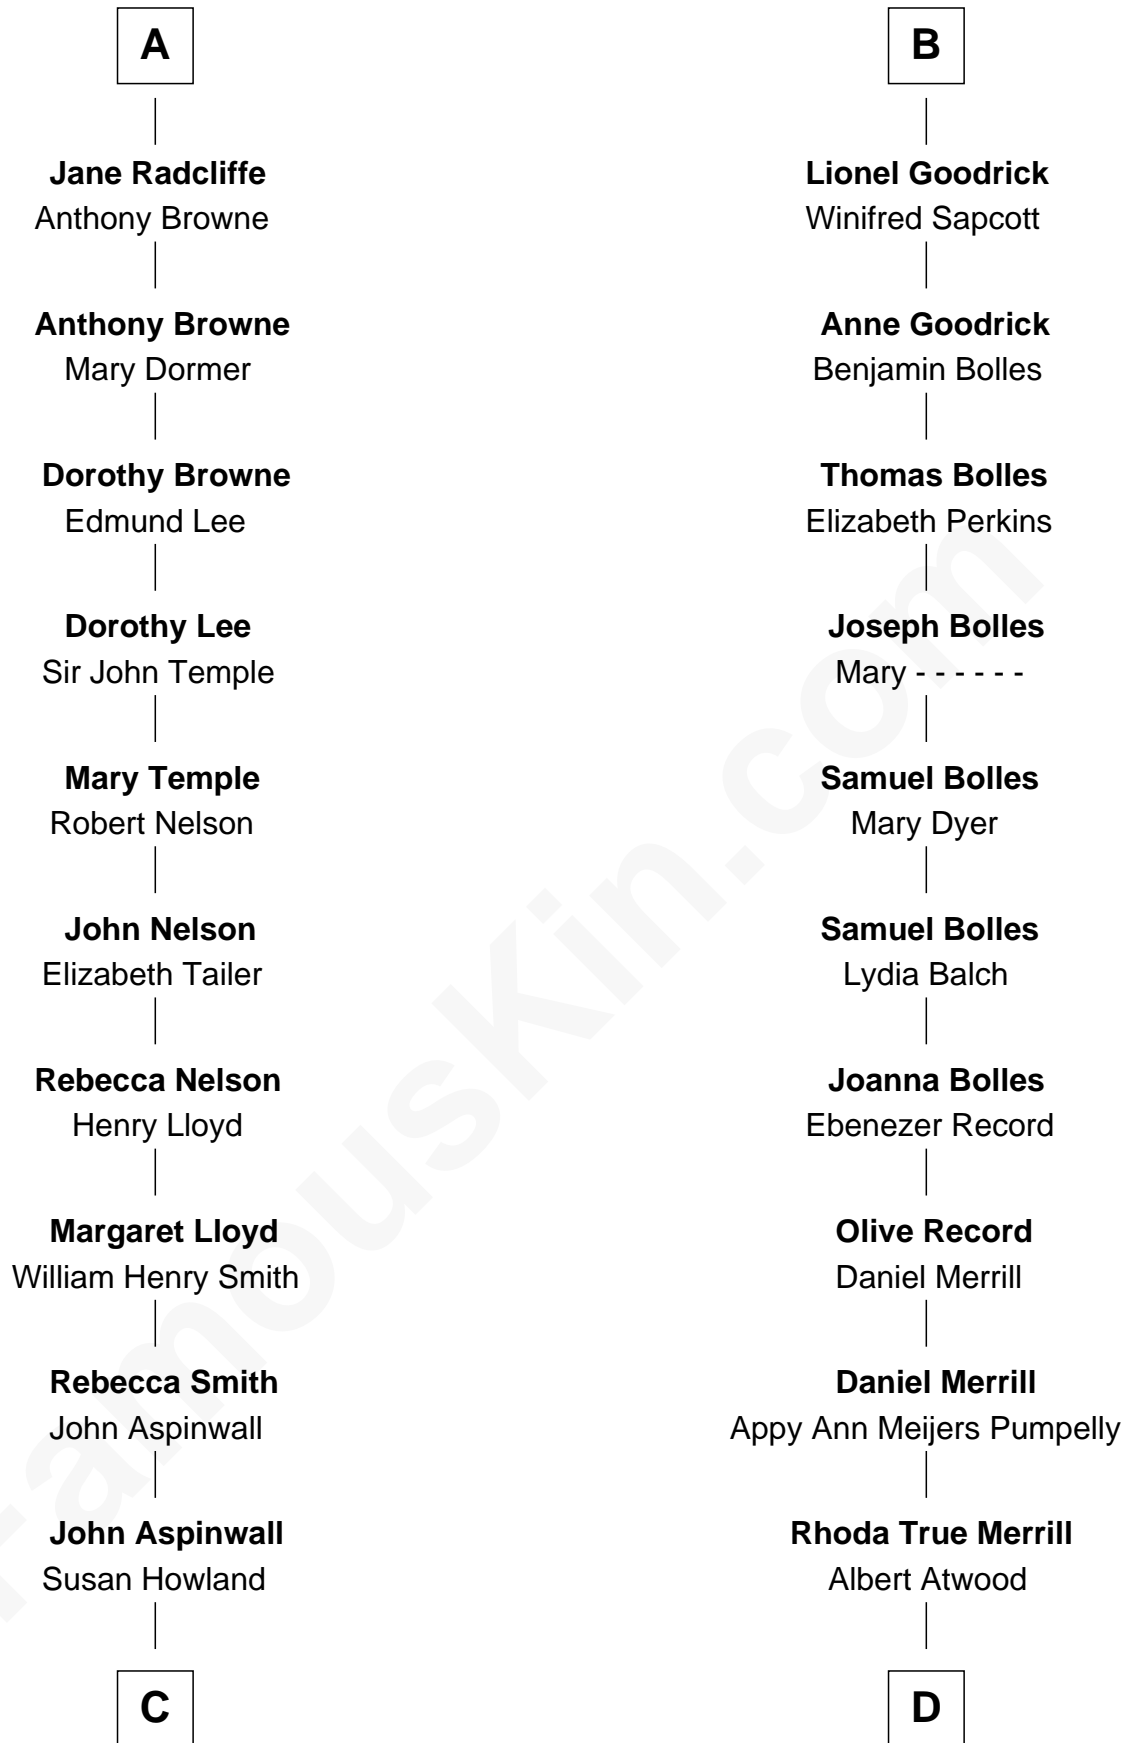 A
Jane Radcliffe
Anthony Browne
Anthony Browne
Mary Dormer
Dorothy Browne
Edmund Lee
Dorothy Lee
Sir John Temple
Mary Temple
Robert Nelson
John Nelson
Elizabeth Tailer
Rebecca Nelson
Henry Lloyd
Margaret Lloyd
William Henry Smith
Rebecca Smith
John Aspinwall
John Aspinwall
Susan Howland
C
B
Lionel Goodrick
Winifred Sapcott
Anne Goodrick
Benjamin Bolles
Thomas Bolles
Elizabeth Perkins
Joseph Bolles
Mary - - - - - -
Samuel Bolles
Mary Dyer
Samuel Bolles
Lydia Balch
Joanna Bolles
Ebenezer Record
Olive Record
Daniel Merrill
Daniel Merrill
Appy Ann Meijers Pumpelly
Rhoda True Merrill
Albert Atwood
D
FamousKin.com